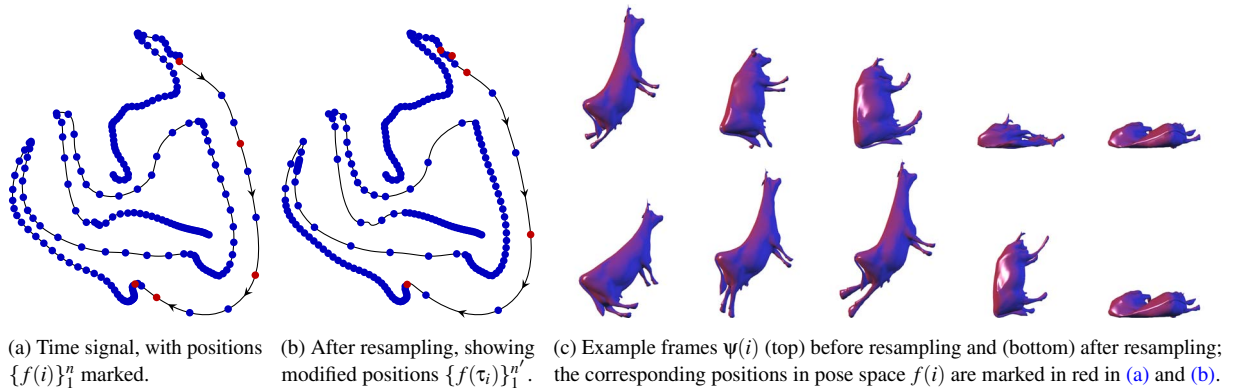 (a) Time signal, with positions
{f(i)}₁ⁿ marked.
(b) After resampling, showing
modified positions {f(τᵢ)}₁ⁿ′.
(c) Example frames Ψ(i) (top) before resampling and (bottom) after resampling;
the corresponding positions in pose space f(i) are marked in red in (a) and (b).